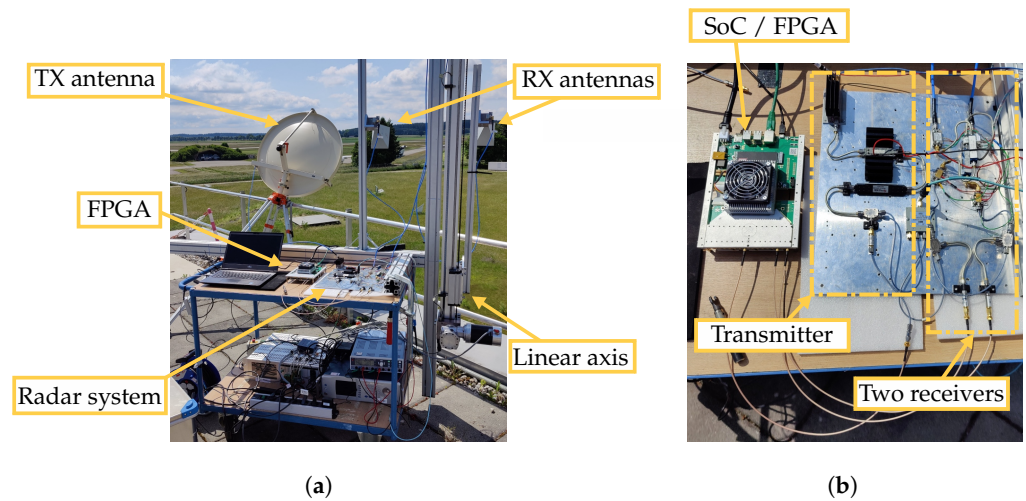 SoC / FPGA
TX antenna
RX antennas
FPGA
Linear axis
Radar system
Transmitter
Two receivers
(a)
(b)